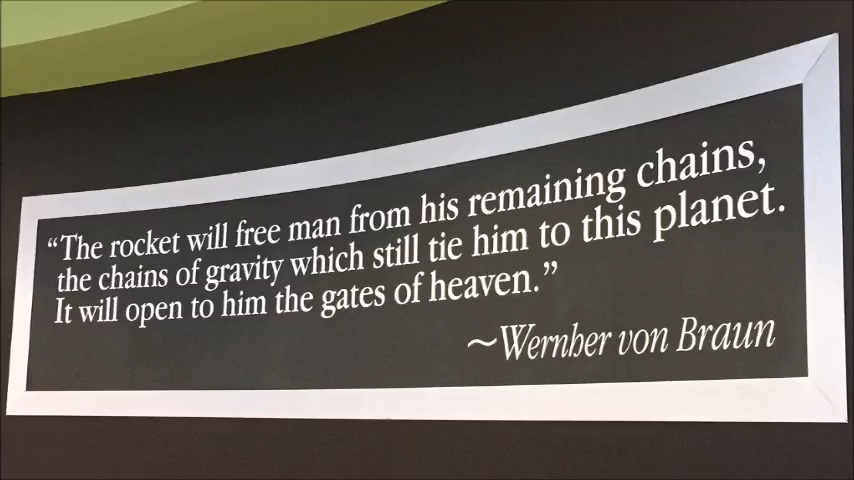 “The rocket will free man from his remaining chains,
the chains of gravity which still tie him to this planet.
It will open to him the gates of heaven.”
~Wernher von Braun